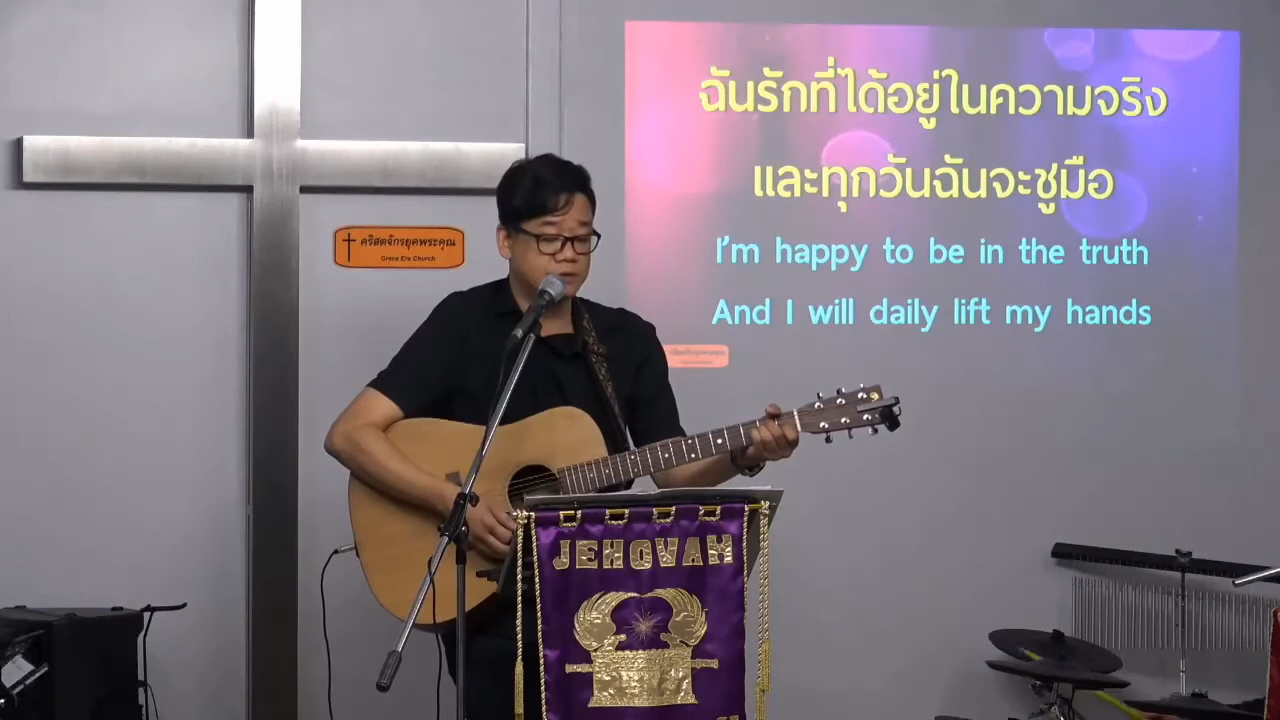 ฉันรักที่ได้อยู่ในความจริง
และทุกวันฉันจะชูมือ
I'm happy to be in the truth
And I will daily lift my hands
คริสตจักรยุคพระคุณ
Grace Era Church
JEHOVAH